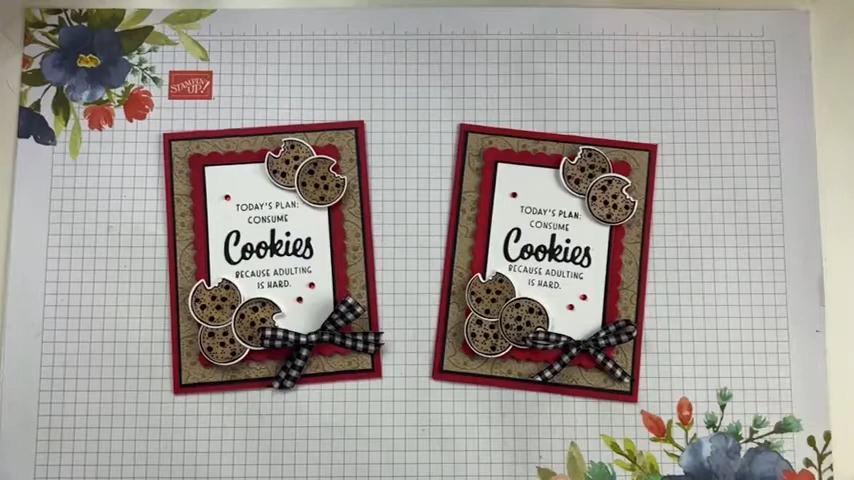 STAMPIN' UP!
TODAY'S PLAN:
CONSUME
Cookies
BECAUSE ADULTING
IS HARD.
TODAY'S PLAN:
CONSUME
Cookies
BECAUSE ADULTING
IS HARD.